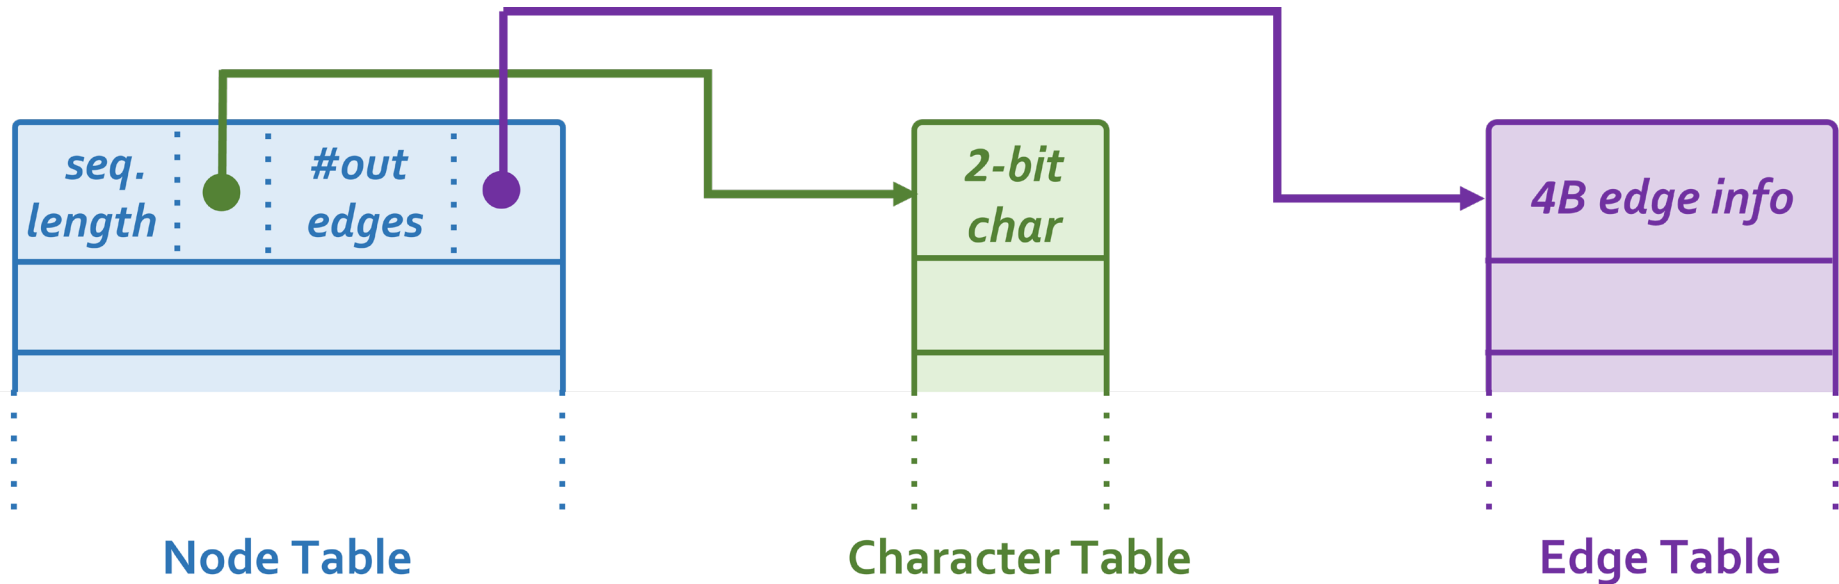 seq.
length
#out
edges
2-bit
char
4B edge info
Node Table
Character Table
Edge Table